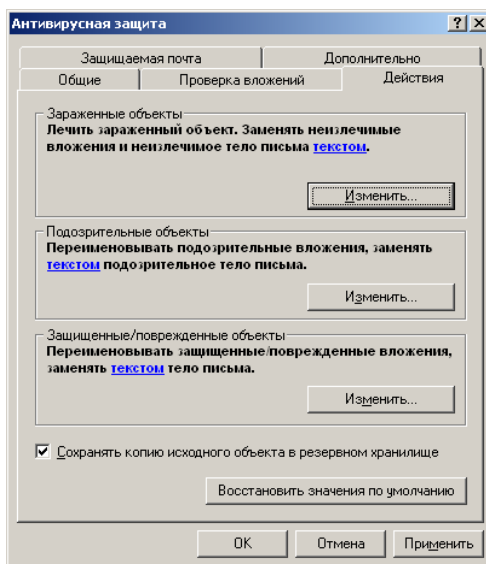 Антивирусная защита
Защищаемая почта
Дополнительно
Общие
Проверка вложений
Действия
Зараженные объекты
Лечить зараженный объект. Заменять неизлечимые
вложения и неизлечимое тело письма текстом.
Изменить...
Подозрительные объекты
Переименовывать подозрительные вложения, заменять
текстом подозрительное тело письма.
Изменить...
Защищенные/поврежденные объекты
Переименовывать защищенные/поврежденные вложения,
заменять текстом тело письма.
Изменить...
Сохранять копию исходного объекта в резервном хранилище
Восстановить значения по умолчанию
OK
Отмена
Применить